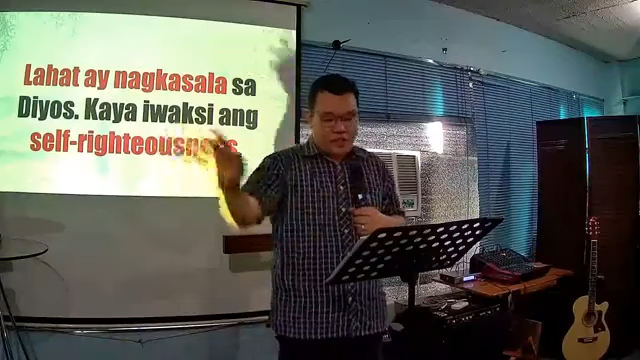 Lahat ay nagkasala sa
Diyos. Kaya iwaksi ang
self-righteousness